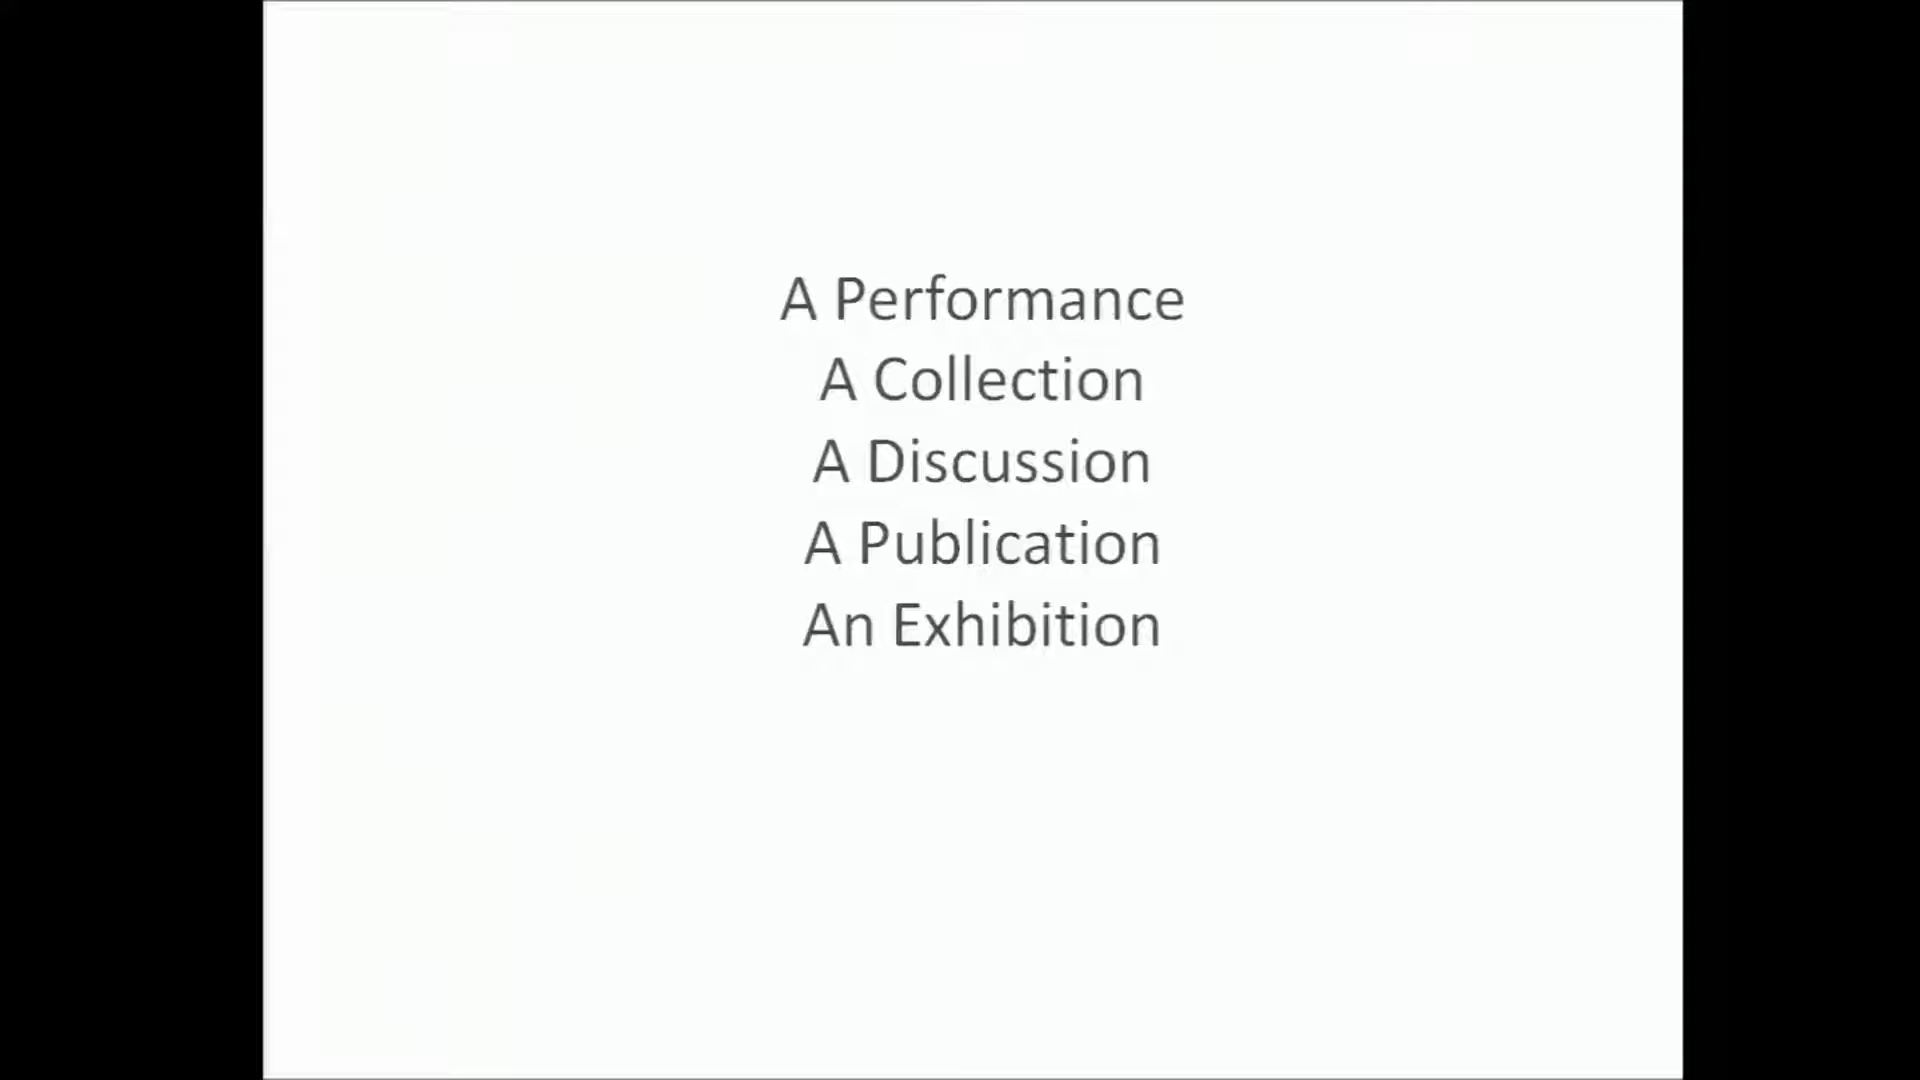 A Performance
A Collection
A Discussion
A Publication
An Exhibition